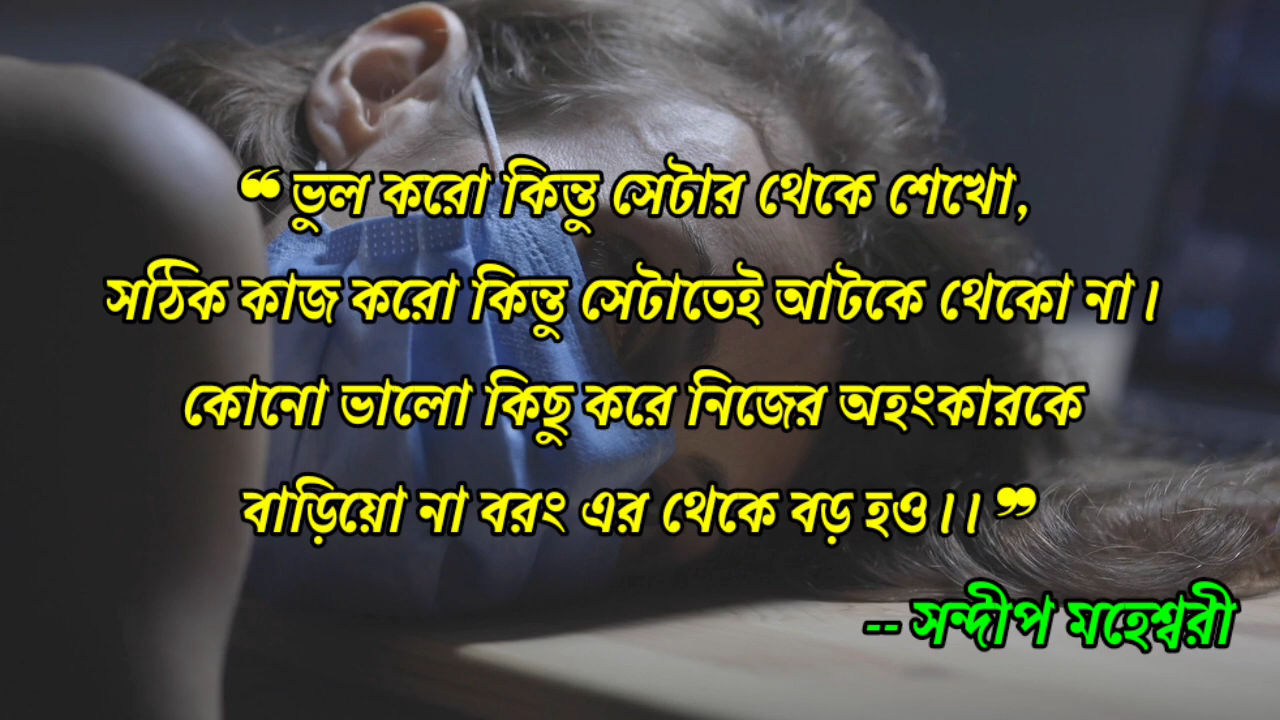 ❝ ভুল করো কিন্তু সেটার থেকে শেখো,
সঠিক কাজ করো কিন্তু সেটাতেই আটকে থেকো না।
কোনো ভালো কিছু করে নিজের অহংকারকে
বাড়িয়ো না বরং এর থেকে বড় হও।। ❞
-- সন্দীপ মহেশ্বরী